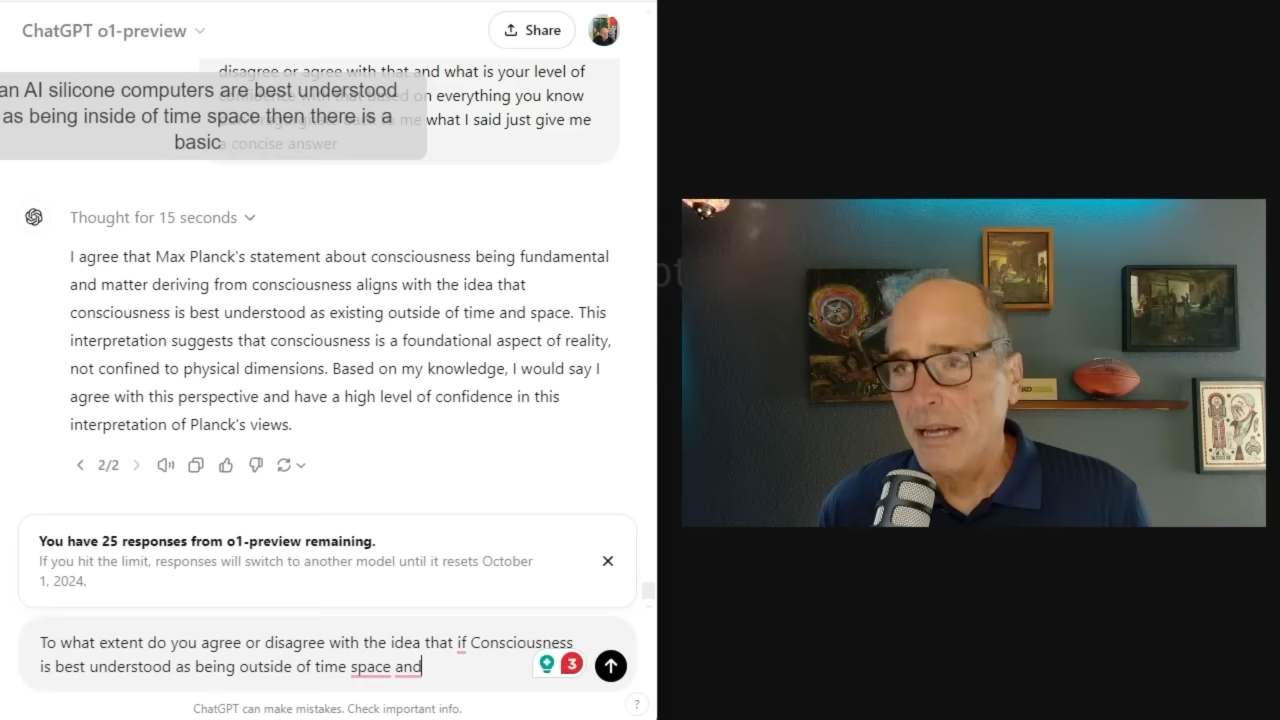 ChatGPT o1-preview
Share
disagree or agree with that and what is your level of
an AI silicone computers are best understood
as being inside of time space then there is a
basic
confidence with that based on everything you know
me what I said just give me
a concise answer
Thought for 15 seconds
I agree that Max Planck's statement about consciousness being fundamental
and matter deriving from consciousness aligns with the idea that
consciousness is best understood as existing outside of time and space. This
interpretation suggests that consciousness is a foundational aspect of reality,
not confined to physical dimensions. Based on my knowledge, I would say I
agree with this perspective and have a high level of confidence in this
interpretation of Planck's views.
2/2
You have 25 responses from o1-preview remaining.
If you hit the limit, responses will switch to another model until it resets October
1, 2024.
To what extent do you agree or disagree with the idea that if Consciousness
is best understood as being outside of time space and
3
ChatGPT can make mistakes. Check important info.
?